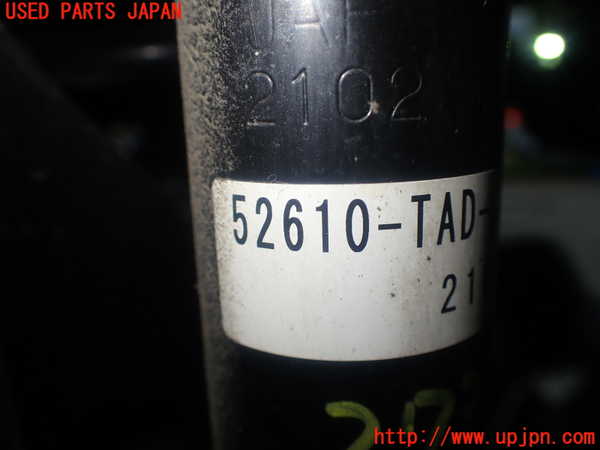 USED PARTS JAPAN
2102
52610-TAD-
21
http://www.upjpn.com/